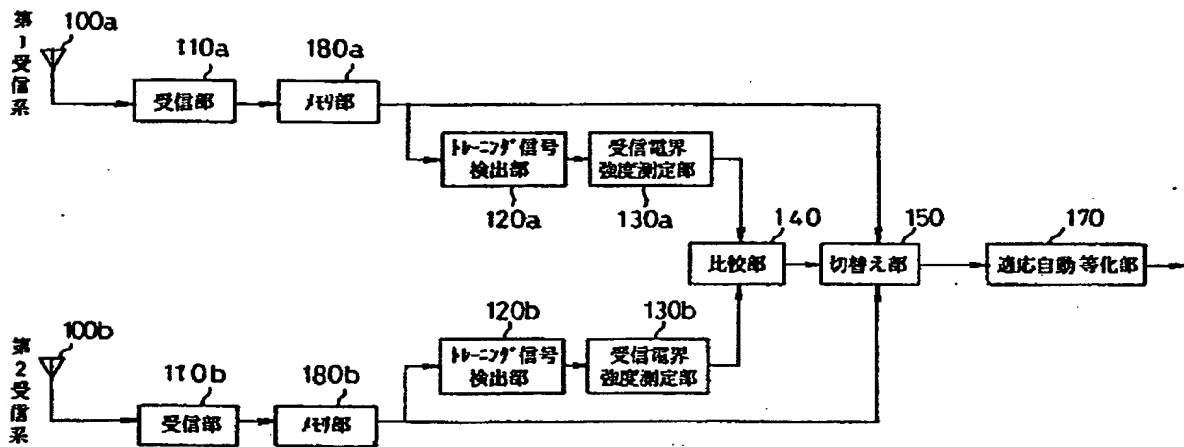 第1受信系
100a
110a
180a
受信部
メモリ部
トレーニング信号
検出部
受信電界
強度測定部
120a
130a
140
150
170
比較部
切替え部
適応自動等化部
120b
130b
トレーニング信号
検出部
受信電界
強度測定部
第2受信系
100b
110b
180b
受信部
メモリ部